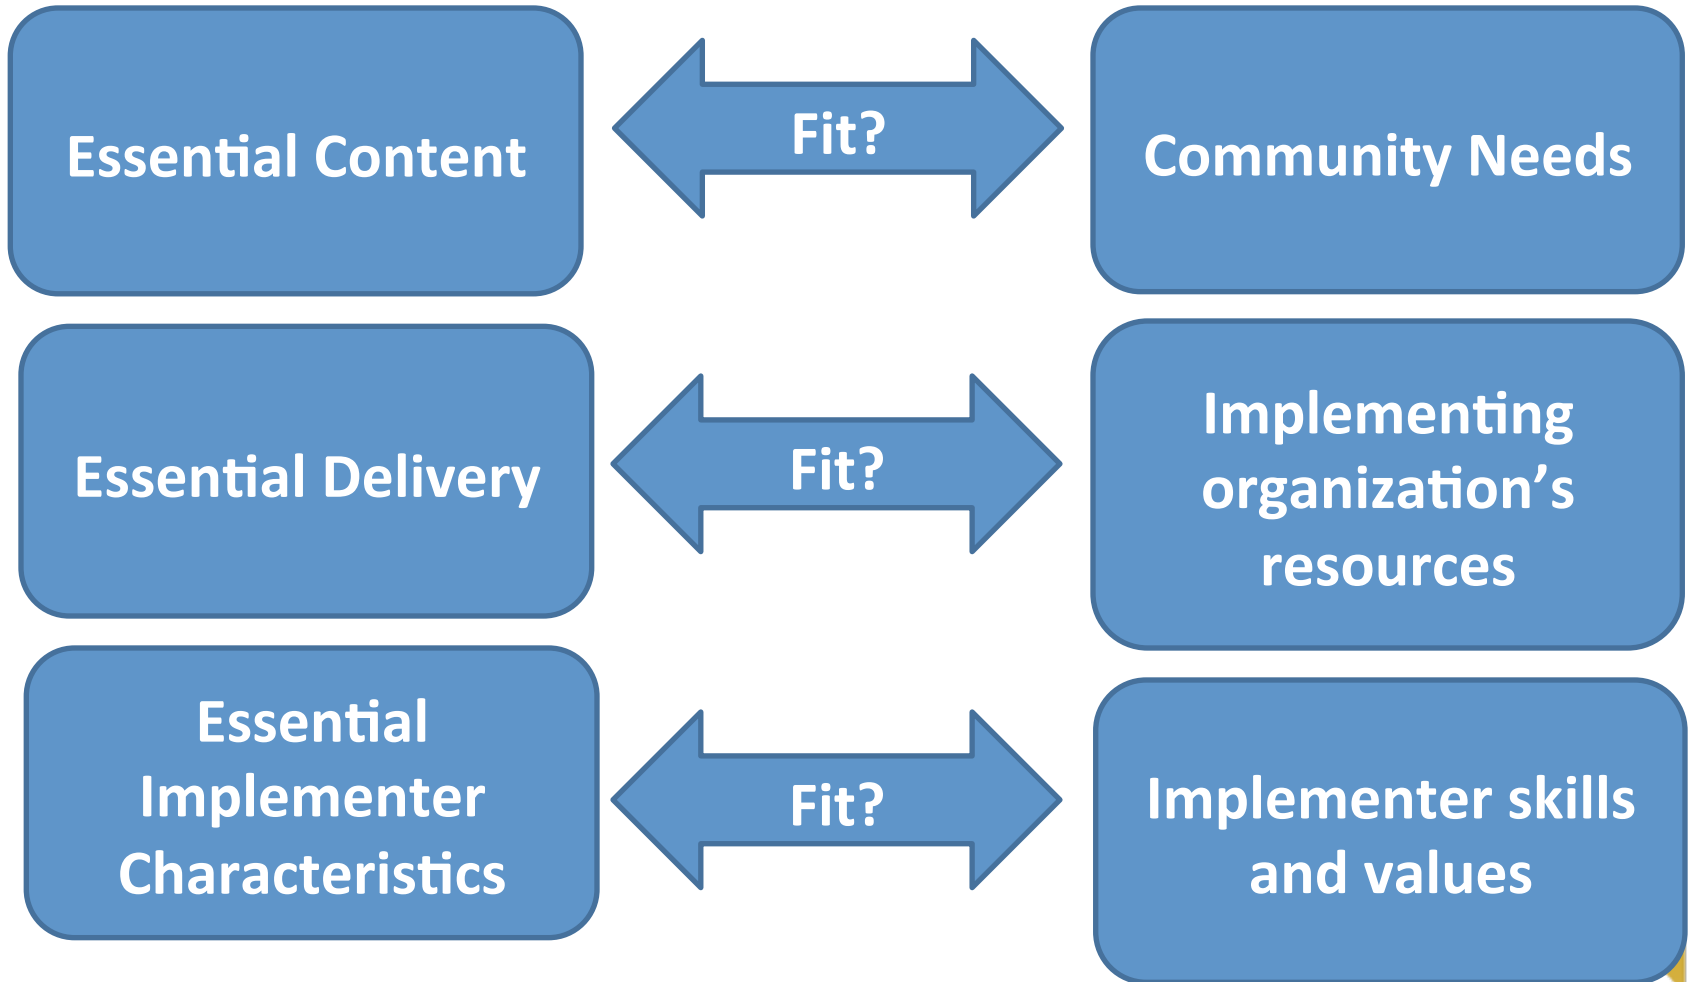 Essential Content
Fit?
Community Needs
Essential Delivery
Fit?
Implementing
organization’s
resources
Essential
Implementer
Characteristics
Fit?
Implementer skills
and values